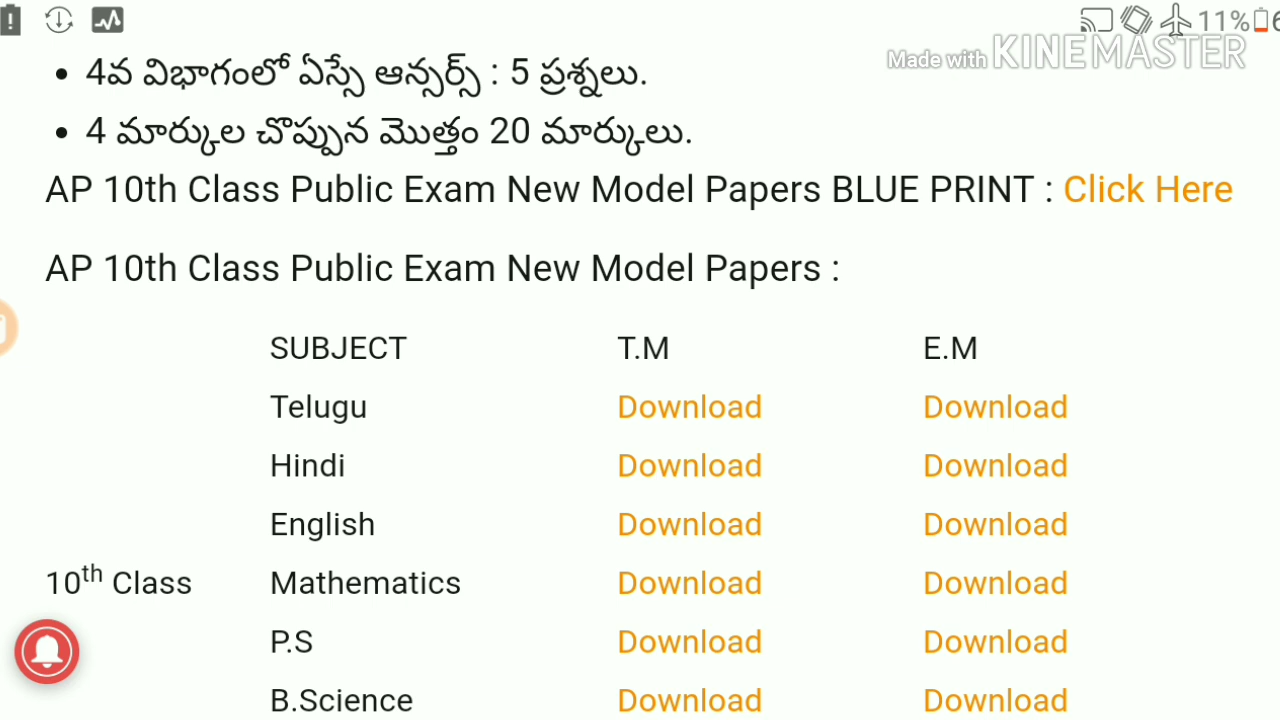 11%
Made with KINEMASTER
• 4వ విభాగంలో ఏస్సే ఆన్సర్స్ : 5 ప్రశ్నలు.
• 4 మార్కుల చొప్పున మొత్తం 20 మార్కులు.
AP 10th Class Public Exam New Model Papers BLUE PRINT : Click Here
AP 10th Class Public Exam New Model Papers :
SUBJECT T.M E.M
Telugu Download Download
Hindi Download Download
English Download Download
10th Class Mathematics Download Download
P.S Download Download
B.Science Download Download